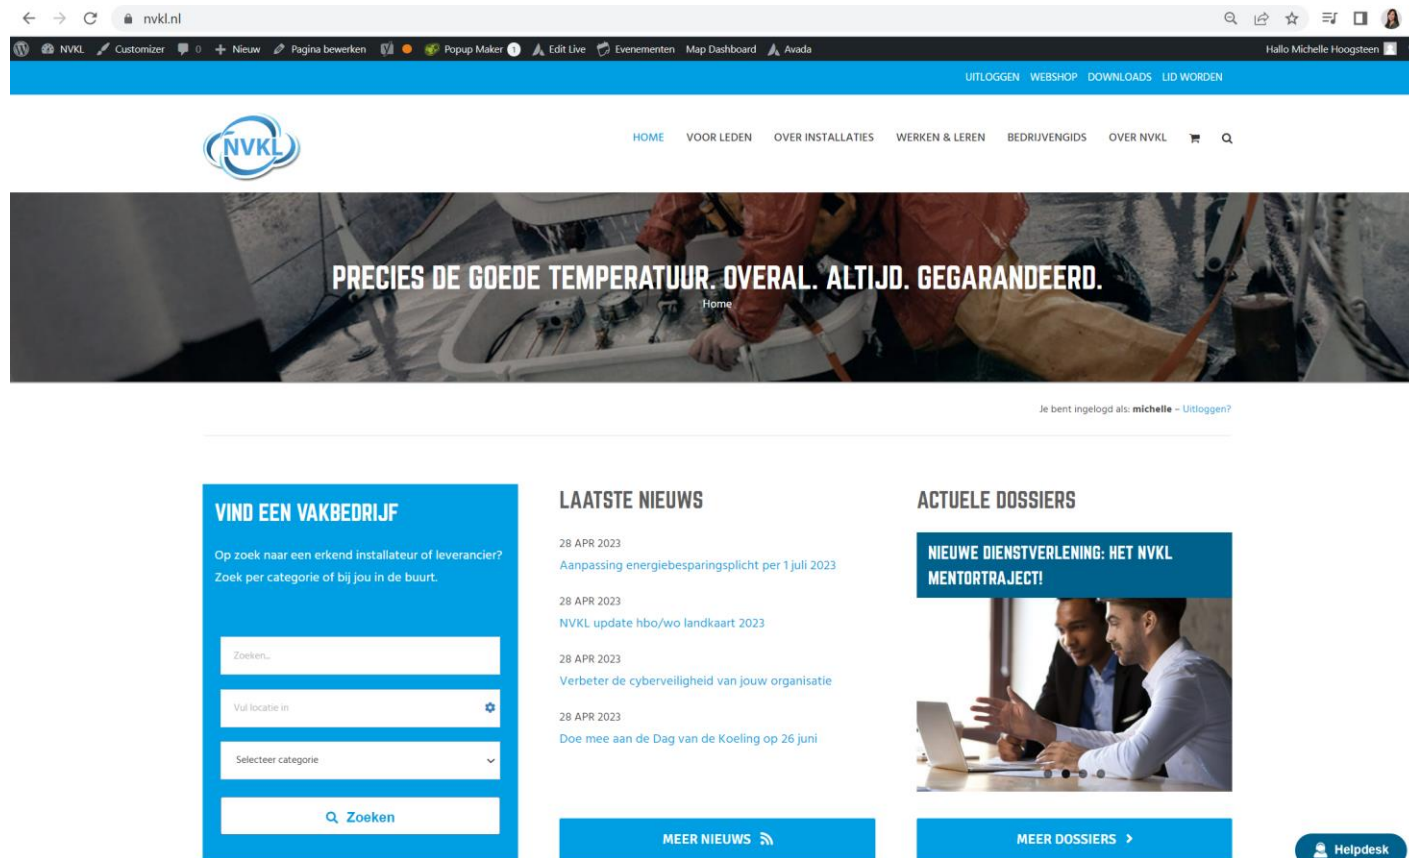 nvkl.nl
NVKL Customizer 0 Nieuw Pagina bewerken Popup Maker 1 Edit Live Evenementen Map Dashboard Avada Hallo Michelle Hoogsteen
UITLOGGEN WEBSHOP DOWNLOADS LID WORDEN
NVKL
HOME VOOR LEDEN OVER INSTALLATIES WERKEN & LEREN BEDRIJVENGIDS OVER NVKL
PRECIES DE GOEDE TEMPERATUUR. OVERAL. ALTIJD. GEGARANDEERD.
Home
Je bent ingelogd als: michelle – Uitloggen?
VIND EEN VAKBEDRIJF
Op zoek naar een erkend installateur of leverancier?
Zoek per categorie of bij jou in de buurt.
Zoeken...
Vul locatie in
Selecteer categorie
Zoeken
LAATSTE NIEUWS
28 APR 2023
Aanpassing energiebesparingsplicht per 1 juli 2023
28 APR 2023
NVKL update hbo/wo landkaart 2023
28 APR 2023
Verbeter de cyberveiligheid van jouw organisatie
28 APR 2023
Doe mee aan de Dag van de Koeling op 26 juni
MEER NIEUWS
ACTUELE DOSSIERS
NIEUWE DIENSTVERLENING: HET NVKL
MENTORTRAJECT!
MEER DOSSIERS
Helpdesk